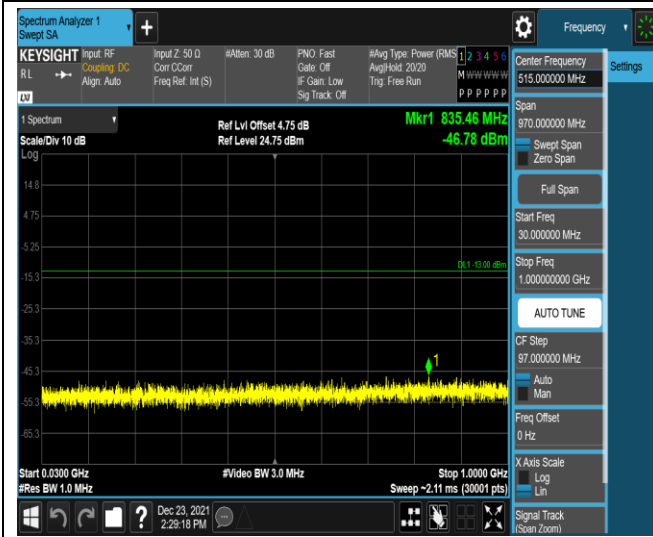 Spectrum Analyzer 1
Swept SA
+
Frequency
KEYSIGHT
Input: RF
Input Z: 50 Ω
#Atten: 30 dB
PNO: Fast
#Avg Type: Power (RMS
1 2 3 4 5 6
RL
Coupling: DC
Corr CCorr
Gate: Off
Avg|Hold: 20/20
M W W W W W
Align: Auto
Freq Ref: Int (S)
IF Gain: Low
Trig: Free Run
Sig Track: Off
P P P P P P
LXI
1 Spectrum
Ref Lvl Offset 4.75 dB
Mkr1 835.46 MHz
Scale/Div 10 dB
Ref Level 24.75 dBm
-46.78 dBm
Log
14.8
4.75
-5.25
DL1 -13.00 dBm
-15.3
-25.3
-35.3
1
-45.3
-55.3
-65.3
Start 0.0300 GHz
#Video BW 3.0 MHz
Stop 1.0000 GHz
#Res BW 1.0 MHz
Sweep ~2.11 ms (30001 pts)
?
Dec 23, 2021
2:29:18 PM
Center Frequency
515.000000 MHz
Settings
Span
970.000000 MHz
Swept Span
Zero Span
Full Span
Start Freq
30.000000 MHz
Stop Freq
1.000000000 GHz
AUTO TUNE
CF Step
97.000000 MHz
Auto
Man
Freq Offset
0 Hz
X Axis Scale
Log
Lin
Signal Track
(Span Zoom)